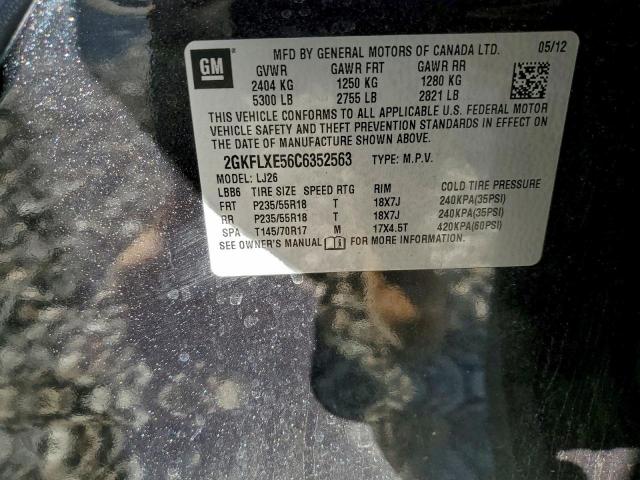 GM
MFD BY GENERAL MOTORS OF CANADA LTD. 05/12
GVWR GAWR FRT GAWR RR
2404 KG 1250 KG 1280 KG
5300 LB 2755 LB 2821 LB
THIS VEHICLE CONFORMS TO ALL APPLICABLE U.S. FEDERAL MOTOR
VEHICLE SAFETY AND THEFT PREVENTION STANDARDS IN EFFECT ON
THE DATE OF MANUFACTURE SHOWN ABOVE.
2GKFLXE56C6352563 TYPE: M.P.V.
MODEL: LJ26
LBB6 TIRE SIZE SPEED RTG RIM COLD TIRE PRESSURE
FRT P235/55R18 T 18X7J 240KPA(35PSI)
RR P235/55R18 T 18X7J 240KPA(35PSI)
SPA T145/70R17 M 17X4.5T 420KPA(60PSI)
SEE OWNER'S MANUAL FOR MORE INFORMATION.